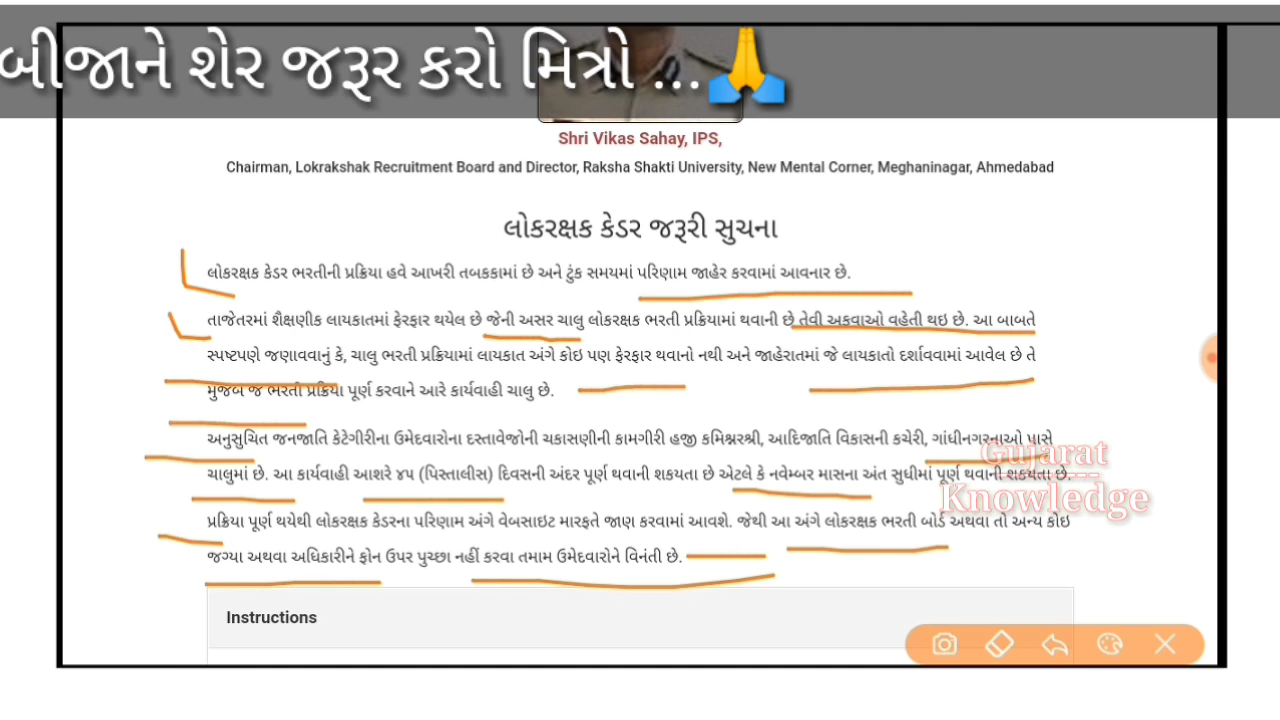 બીજાને શેર જરૂર કરો મિત્રો ...🙏
Shri Vikas Sahay, IPS,
Chairman, Lokrakshak Recruitment Board and Director, Raksha Shakti University, New Mental Corner, Meghaninagar, Ahmedabad
લોકરક્ષક કેડર જરૂરી સુચના
લોકરક્ષક કેડર ભરતીની પ્રક્રિયા હવે આખરી તબકકામાં છે અને ટુંક સમયમાં પરિણામ જાહેર કરવામાં આવનાર છે.
તાજેતરમાં શૈક્ષણીક લાયકાતમાં ફેરફાર થયેલ છે જેની અસર ચાલુ લોકરક્ષક ભરતી પ્રક્રિયામાં થવાની છે તેવી અકવાઓ વહેતી થઇ છે. આ બાબતે
સ્પષ્ટપણે જણાવવાનું કે, ચાલુ ભરતી પ્રક્રિયામાં લાયકાત અંગે કોઇ પણ ફેરફાર થવાનો નથી અને જાહેરાતમાં જે લાયકાતો દર્શાવવામાં આવેલ છે તે
મુજબ જ ભરતી પ્રક્રિયા પૂર્ણ કરવાને આરે કાર્યવાહી ચાલુ છે.
અનુસુચિત જનજાતિ કેટેગીરીના ઉમેદવારોના દસ્તાવેજોની ચકાસણીની કામગીરી હજી કમિશ્નરશ્રી, આદિજાતિ વિકાસની કચેરી, ગાંધીનગરનાઓ પાસે
ચાલુમાં છે. આ કાર્યવાહી આશરે ૪૫ (પિસ્તાલીસ) દિવસની અંદર પૂર્ણ થવાની શકયતા છે એટલે કે નવેમ્બર માસના અંત સુધીમાં પૂર્ણ થવાની શકયતા છે.
Gujarat
Knowledge
પ્રક્રિયા પૂર્ણ થયેથી લોકરક્ષક કેડરના પરિણામ અંગે વેબસાઇટ મારફતે જાણ કરવામાં આવશે. જેથી આ અંગે લોકરક્ષક ભરતી બોર્ડ અથવા તો અન્ય કોઇ
જગ્યા અથવા અધિકારીને ફોન ઉપર પુચ્છા નહીં કરવા તમામ ઉમેદવારોને વિનંતી છે.
Instructions